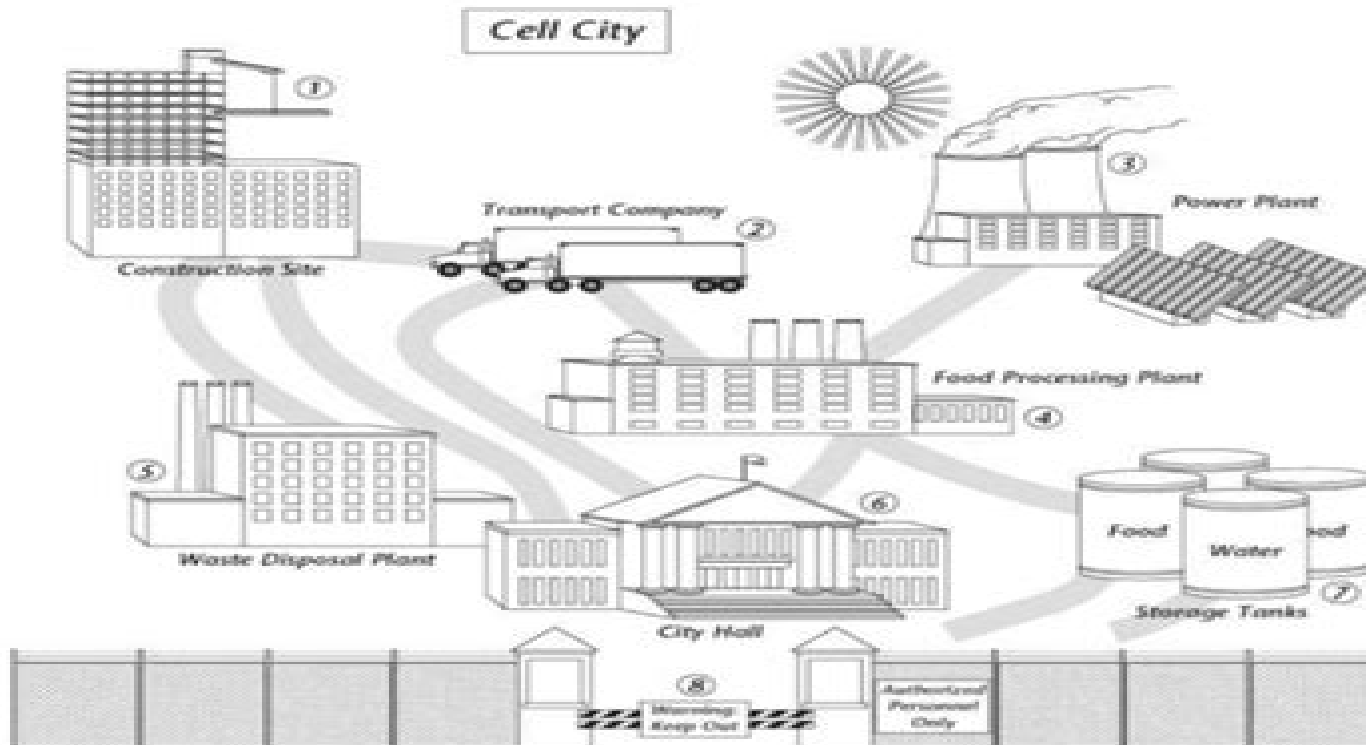 Cell City
1
Transport Company
2
3
Power Plant
Construction Site
Food Processing Plant
4
5
6
Food
Water
Food
Waste Disposal Plant
7
Storage Tanks
City Hall
8
Warning:
Keep Out
Authorized
Personnel
Only